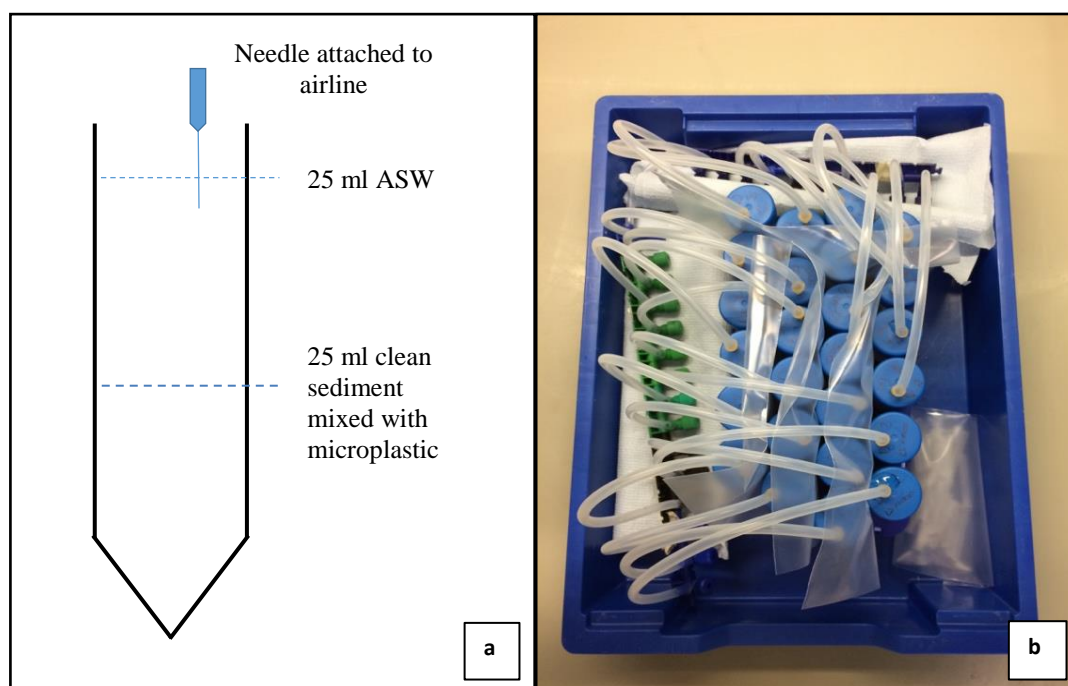 Needle attached to
airline
25 ml ASW
25 ml clean
sediment
mixed with
microplastic
a
b